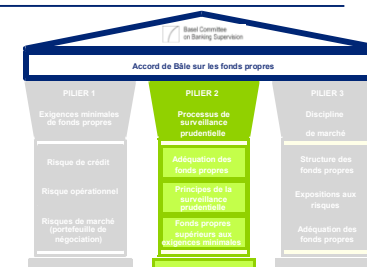 Basel Committee
on Banking Supervision
Accord de Bâle sur les fonds propres
PILIER 1
Exigences minimales
de fonds propres
Risque de crédit
Risque opérationnel
Risques de marché
(portefeuille de
négociation)
PILIER 2
Processus de
surveillance
prudentielle
Adéquation des
fonds propres
Principes de la
surveillance
prudentielle
Fonds propres
supérieurs aux
exigences minimales
PILIER 3
Discipline
de marché
Structure des
fonds propres
Expositions aux
risques
Adéquation des
fonds propres